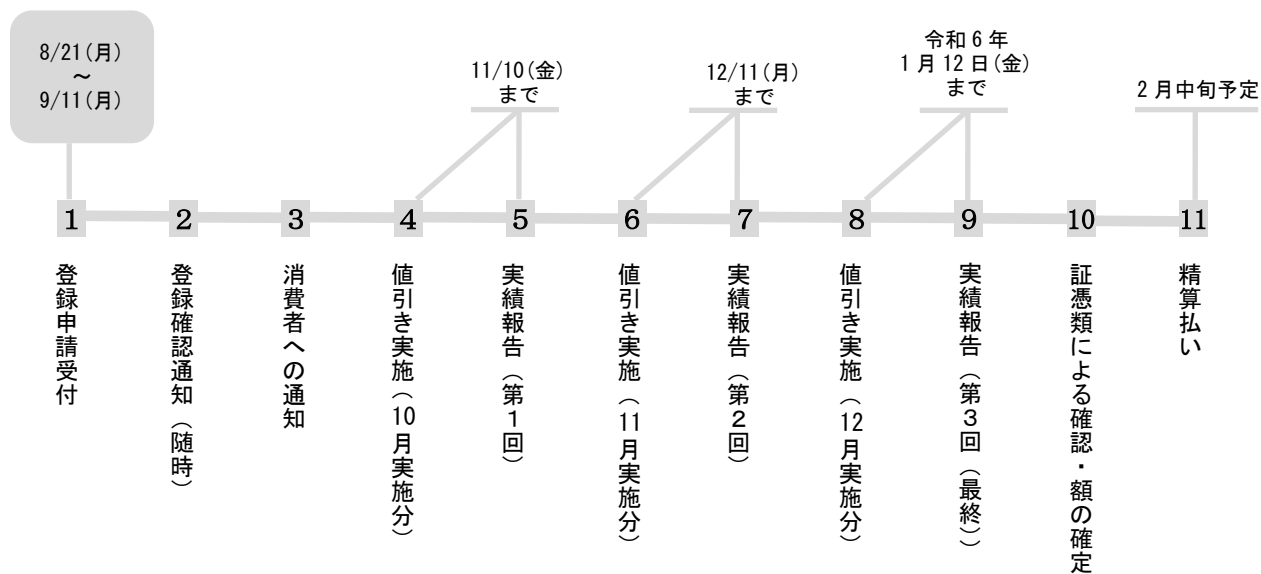 8/21(月)
～
9/11(月)
11/10(金)
まで
12/11(月)
まで
令和6年
1月12日(金)
まで
2月中旬予定
1
2
3
4
5
6
7
8
9
10
11
登録申請受付
登録確認通知（随時）
消費者への通知
値引き実施（10月実施分）
実績報告（第1回）
値引き実施（11月実施分）
実績報告（第2回）
値引き実施（12月実施分）
実績報告（第3回（最終））
証憑類による確認・額の確定
精算払い